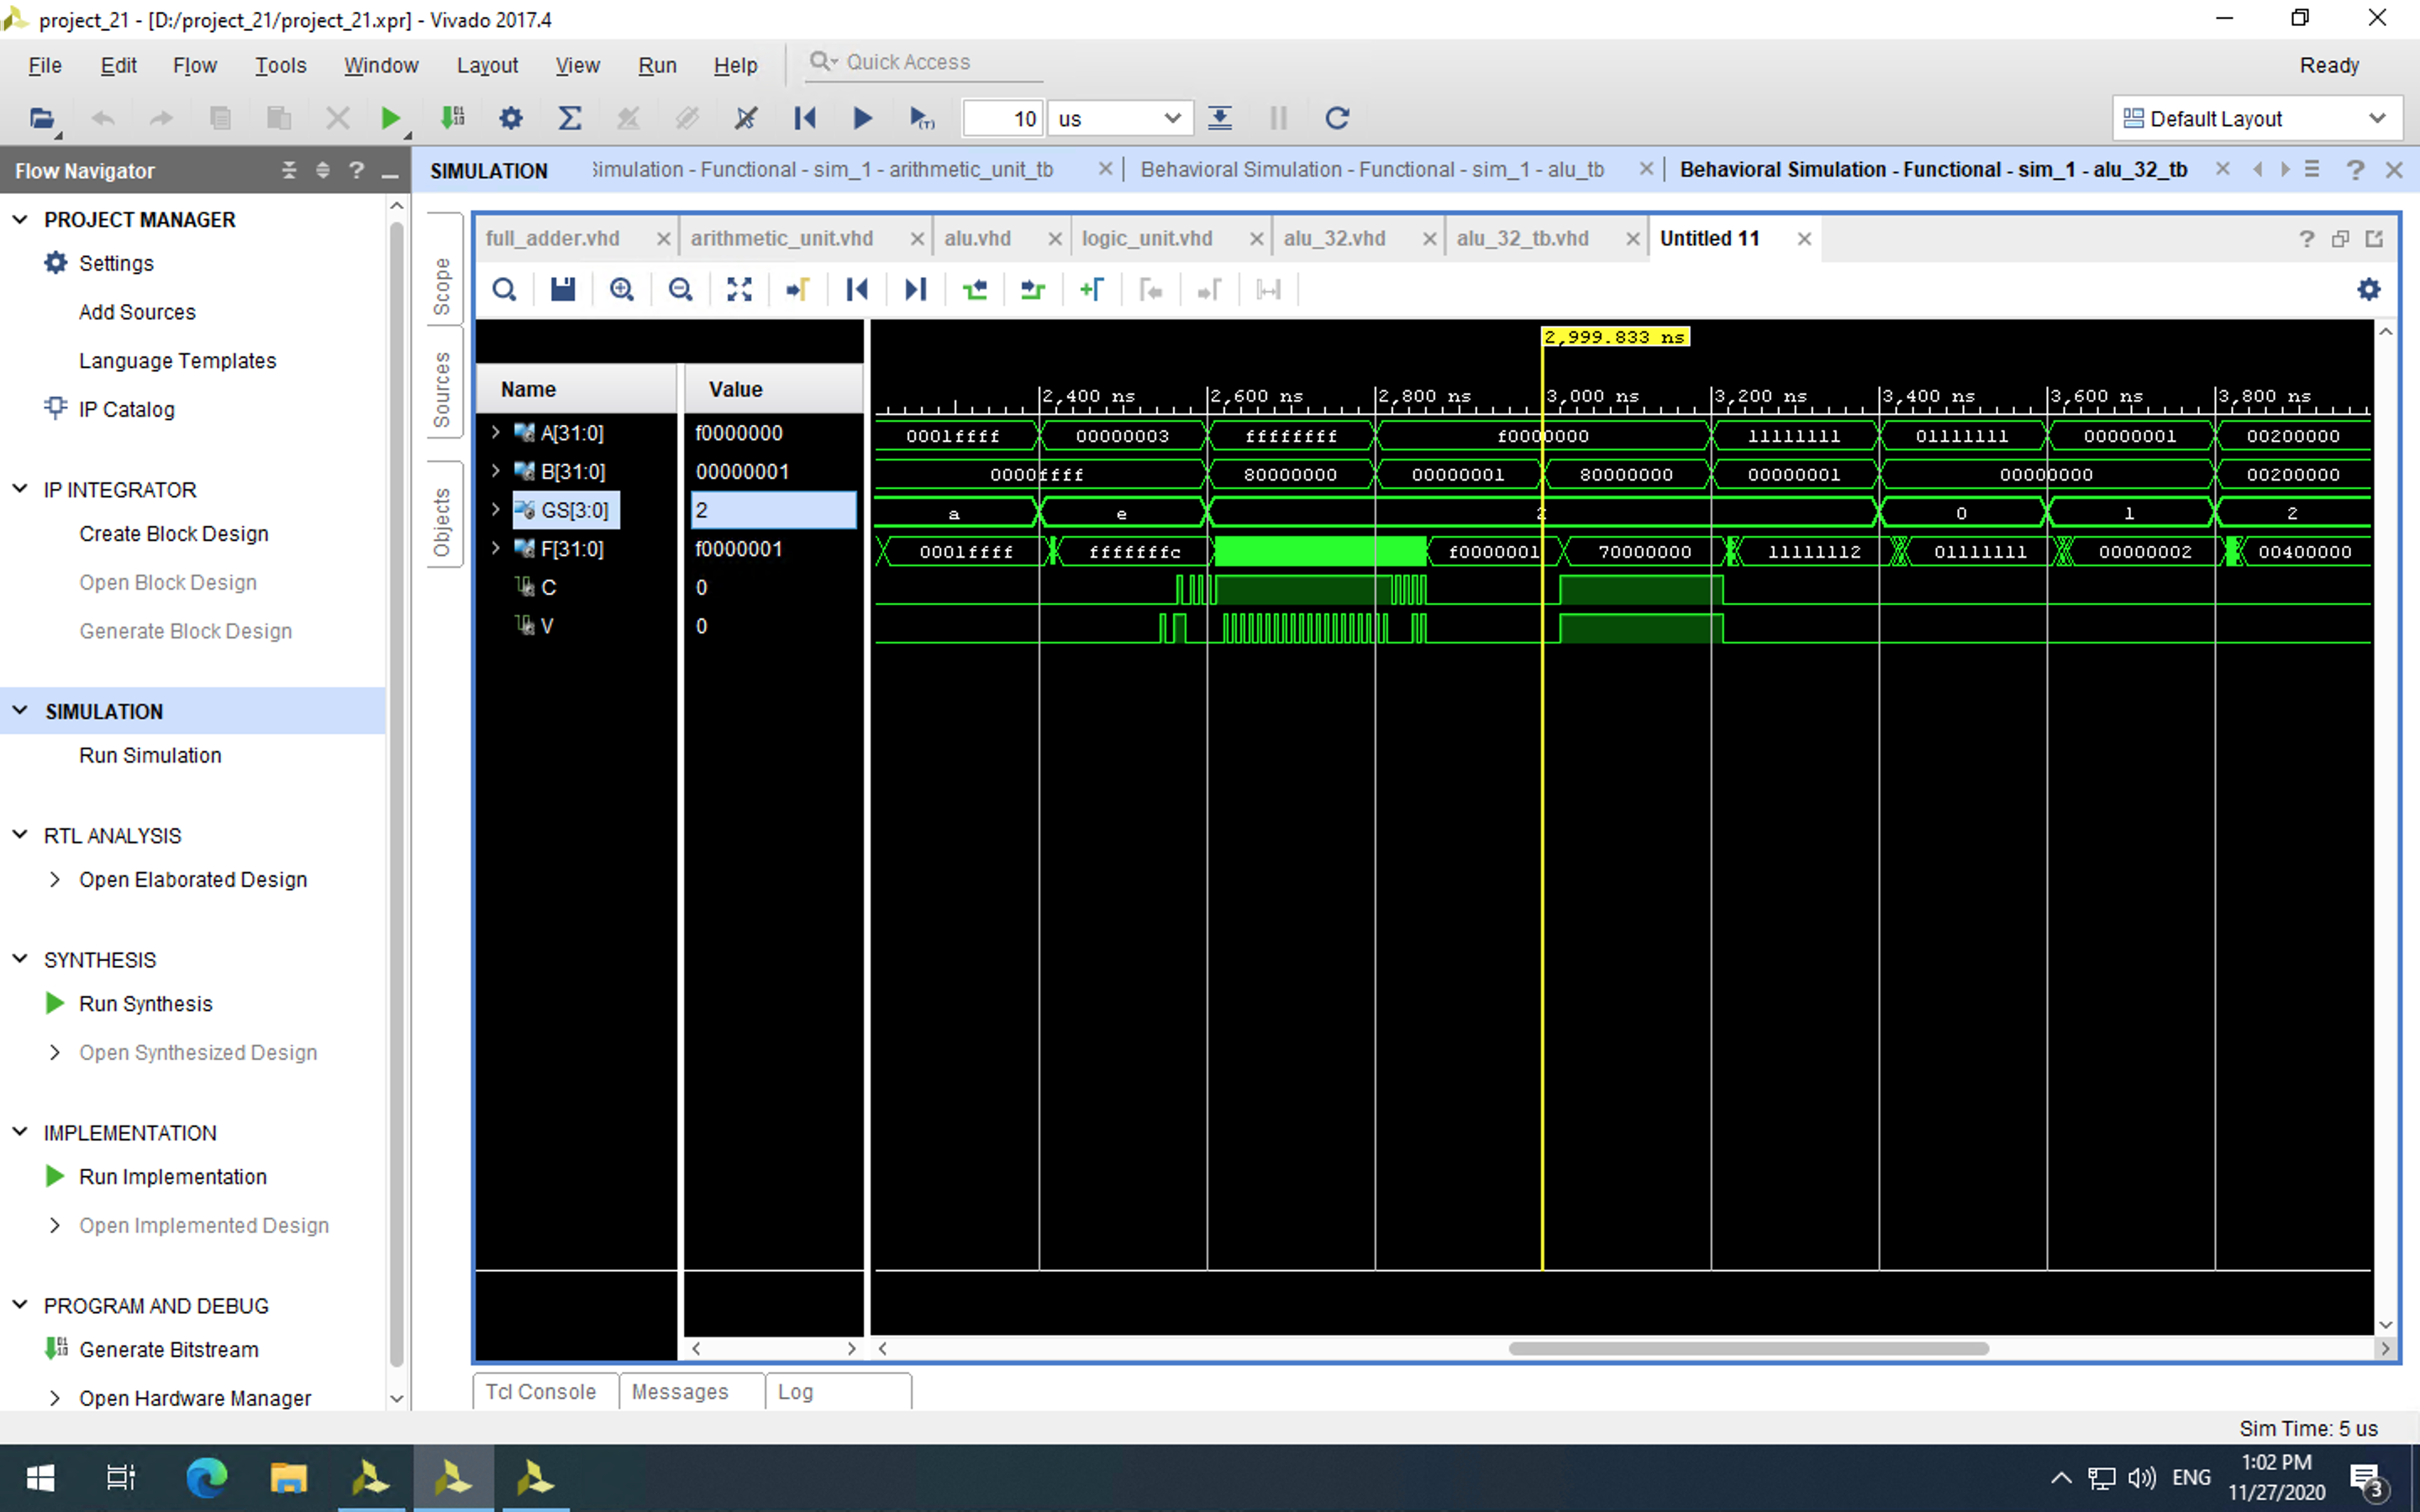 project_21 - [D:/project_21/project_21.xpr] - Vivado 2017.4
File Edit Flow Tools Window Layout View Run Help Quick Access Ready
10 us Default Layout
Flow Navigator
SIMULATION
Simulation - Functional - sim_1 - arithmetic_unit_tb
Behavioral Simulation - Functional - sim_1 - alu_tb
Behavioral Simulation - Functional - sim_1 - alu_32_tb
PROJECT MANAGER
Settings
Add Sources
Language Templates
IP Catalog
IP INTEGRATOR
Create Block Design
Open Block Design
Generate Block Design
SIMULATION
Run Simulation
RTL ANALYSIS
Open Elaborated Design
SYNTHESIS
Run Synthesis
Open Synthesized Design
IMPLEMENTATION
Run Implementation
Open Implemented Design
PROGRAM AND DEBUG
Generate Bitstream
Open Hardware Manager
Scope
Sources
Objects
full_adder.vhd arithmetic_unit.vhd alu.vhd logic_unit.vhd alu_32.vhd alu_32_tb.vhd Untitled 11
2,999.833 ns
Name Value
2,400 ns 2,600 ns 2,800 ns 3,000 ns 3,200 ns 3,400 ns 3,600 ns 3,800 ns
A[31:0] f0000000 0001ffff 00000003 ffffffff f0000000 11111111 01111111 00000001 00200000
B[31:0] 00000001 0000ffff 80000000 00000001 80000000 00000001 00000000 00200000
GS[3:0] 2 a e 2 0 1 2
F[31:0] f0000001 0001ffff fffffffc f0000001 70000000 11111112 01111111 00000002 00400000
C 0
V 0
Tcl Console Messages Log
Sim Time: 5 us
ENG
1:02 PM
11/27/2020
3